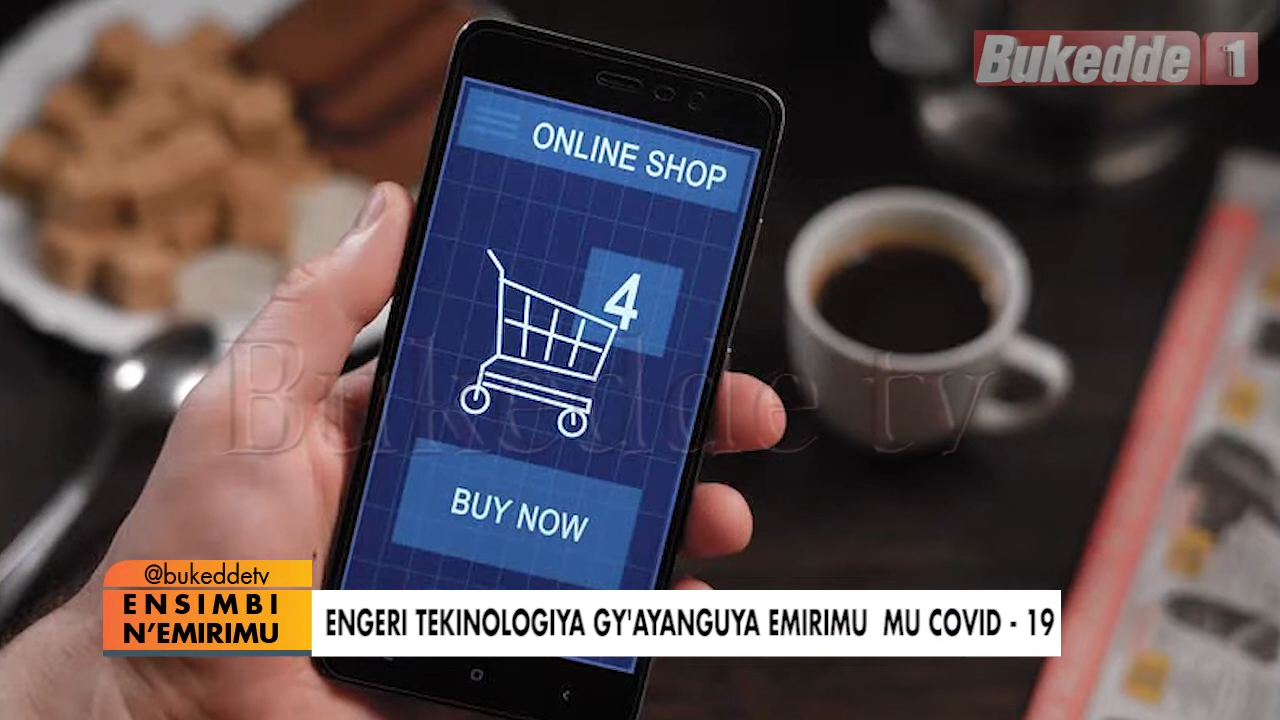 Bukedde 1
ONLINE SHOP
4
Bukedde tv
BUY NOW
@bukeddetv
ENSIMBI
N'EMIRIMU
ENGERI TEKINOLOGIYA GY'AYANGUYA EMIRIMU MU COVID - 19